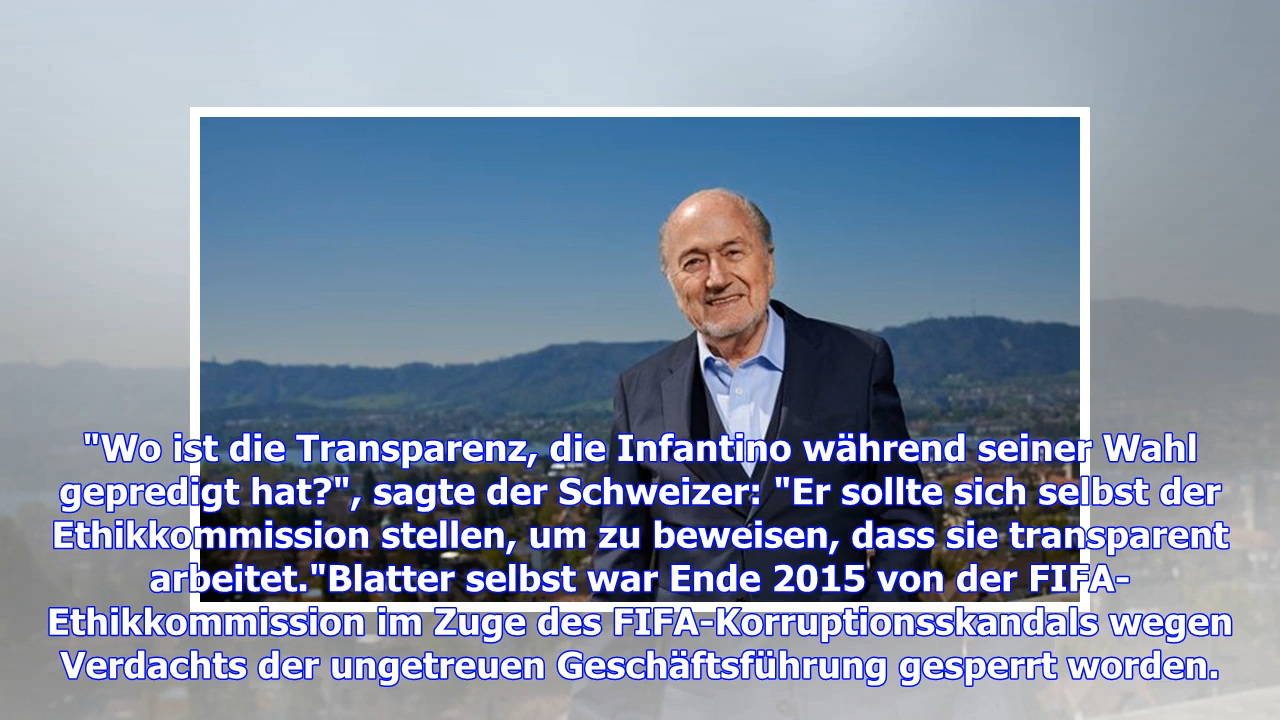 "Wo ist die Transparenz, die Infantino während seiner Wahl
gepredigt hat?", sagte der Schweizer: "Er sollte sich selbst der
Ethikkommission stellen, um zu beweisen, dass sie transparent
arbeitet."Blatter selbst war Ende 2015 von der FIFA-
Ethikkommission im Zuge des FIFA-Korruptionsskandals wegen
Verdachts der ungetreuen Geschäftsführung gesperrt worden.